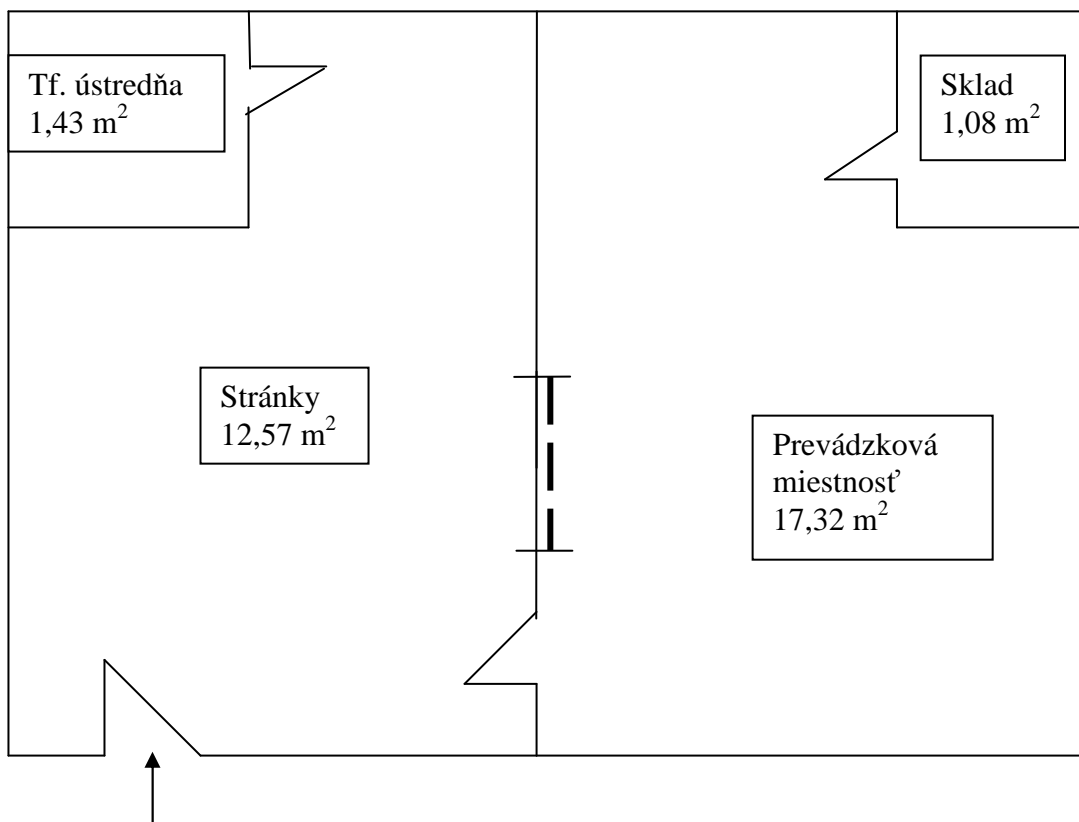 Tf. ústredňa
1,43 m²
Sklad
1,08 m²
Stránky
12,57 m²
Prevádzková
miestnosť
17,32 m²